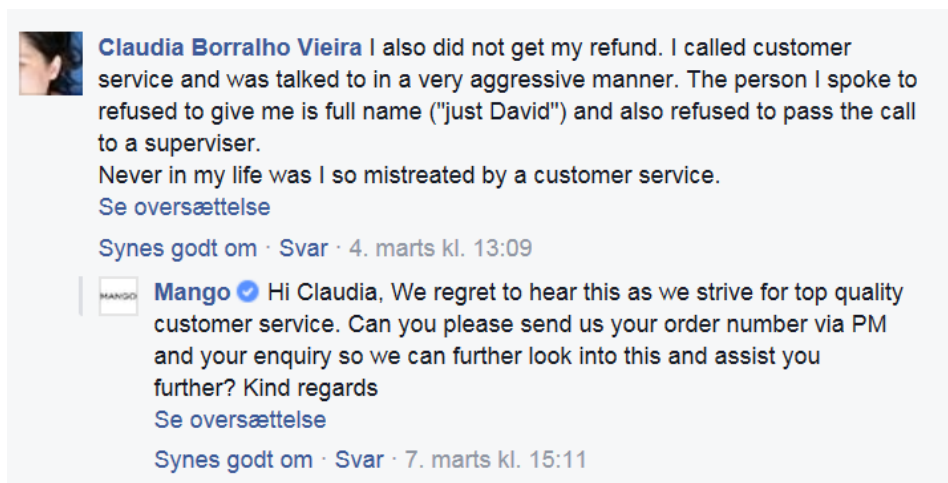 Claudia Borralho Vieira I also did not get my refund. I called customer
service and was talked to in a very aggressive manner. The person I spoke to
refused to give me is full name ("just David") and also refused to pass the call
to a superviser.
Never in my life was I so mistreated by a customer service.
Se oversættelse
Synes godt om · Svar · 4. marts kl. 13:09
MANGO
Mango Hi Claudia, We regret to hear this as we strive for top quality
customer service. Can you please send us your order number via PM
and your enquiry so we can further look into this and assist you
further? Kind regards
Se oversættelse
Synes godt om · Svar · 7. marts kl. 15:11